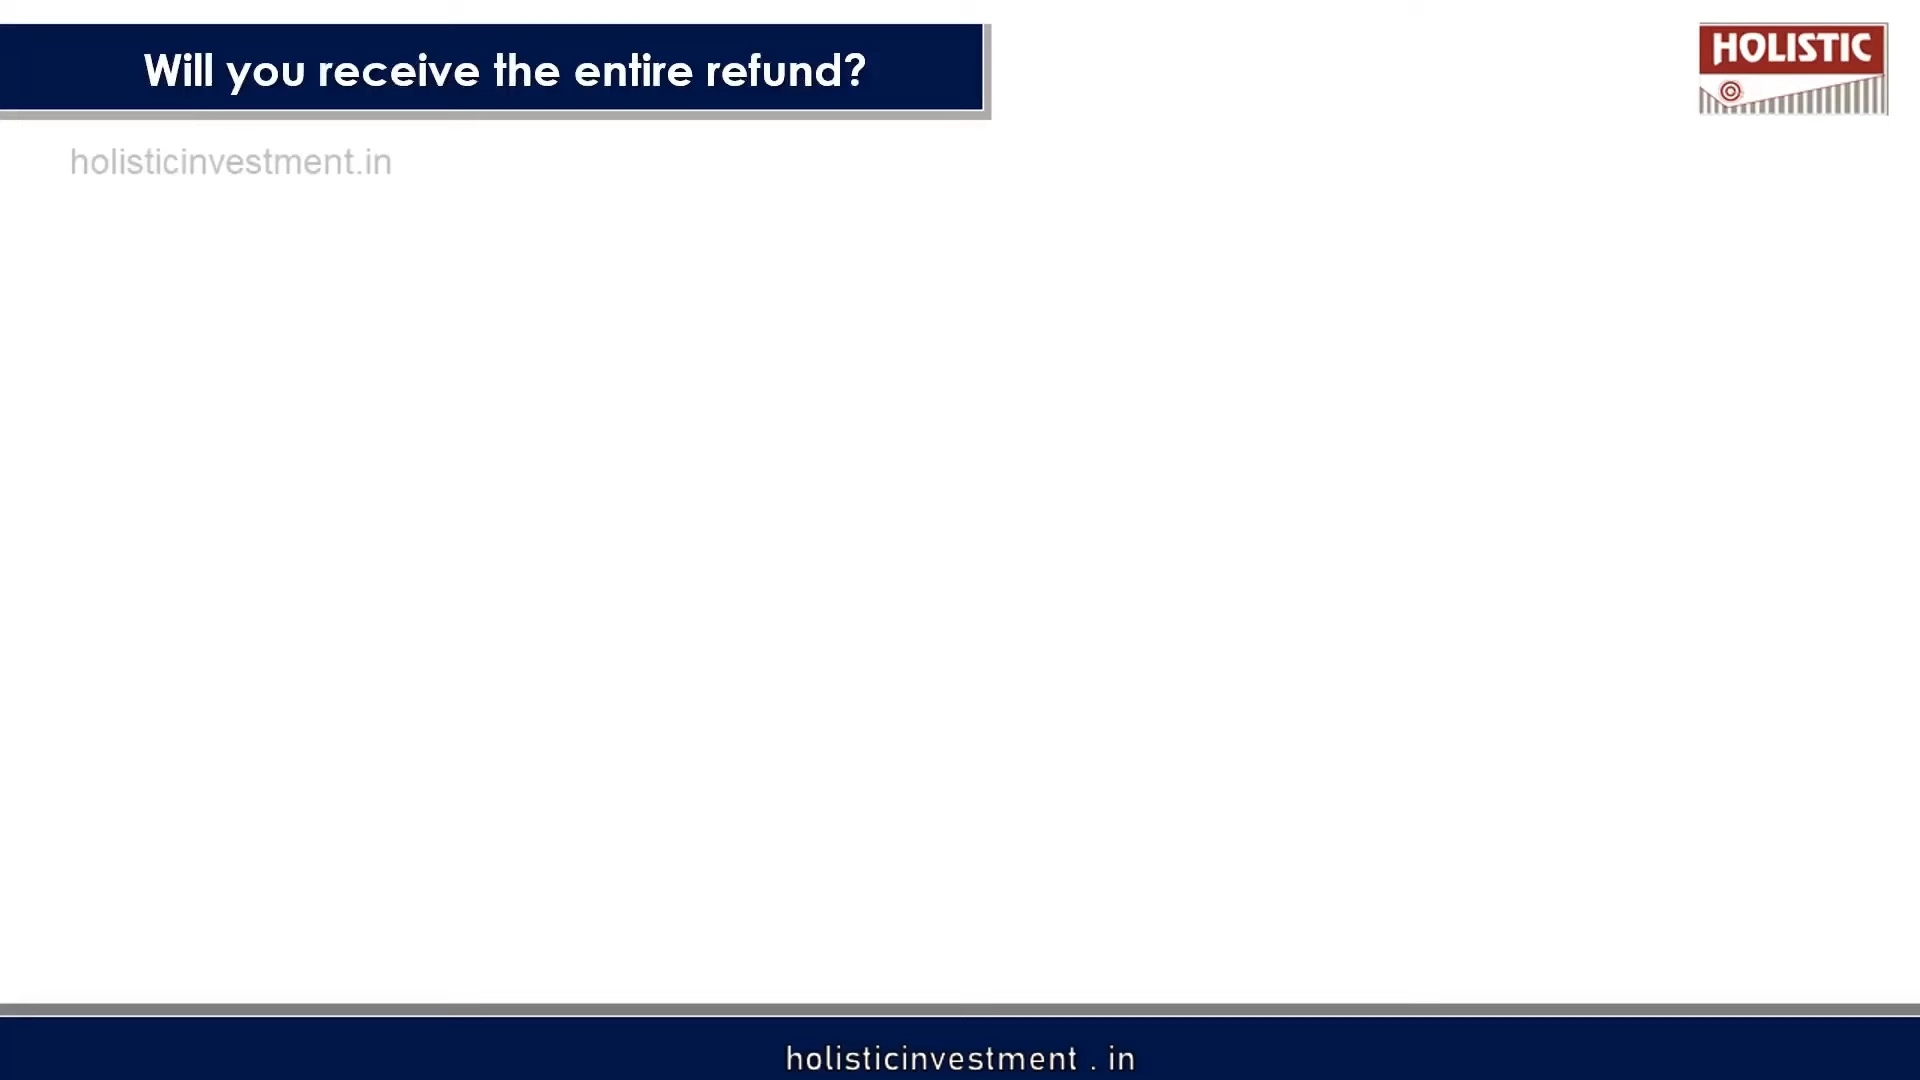 Will you receive the entire refund?
HOLISTIC
holisticinvestment.in
holisticinvestment . in